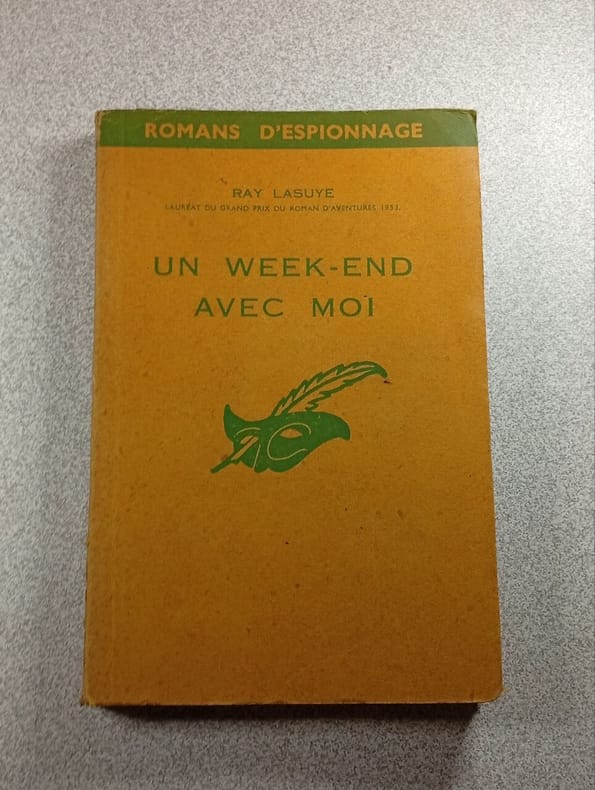 ROMANS D'ESPIONNAGE
RAY LASUYE
LAURÉAT DU GRAND PRIX DU ROMAN D'AVENTURES 1953.
UN WEEK-END
AVEC MOI